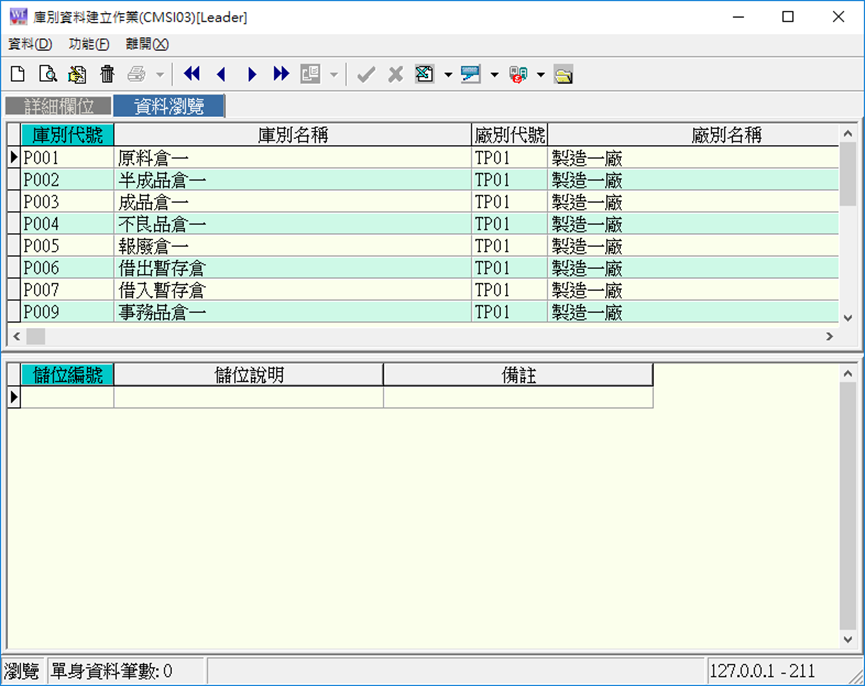 庫別資料建立作業(CMSI03)[Leader]
資料(D) 功能(F) 離開(X)
詳細欄位 資料瀏覽
庫別代號 庫別名稱 廠別代號 廠別名稱
P001 原料倉一 TP01 製造一廠
P002 半成品倉一 TP01 製造一廠
P003 成品倉一 TP01 製造一廠
P004 不良品倉一 TP01 製造一廠
P005 報廢倉一 TP01 製造一廠
P006 借出暫存倉 TP01 製造一廠
P007 借入暫存倉 TP01 製造一廠
P009 事務品倉一 TP01 製造一廠
儲位編號 儲位說明 備註
瀏覽 單身資料筆數: 0 127.0.0.1 - 211